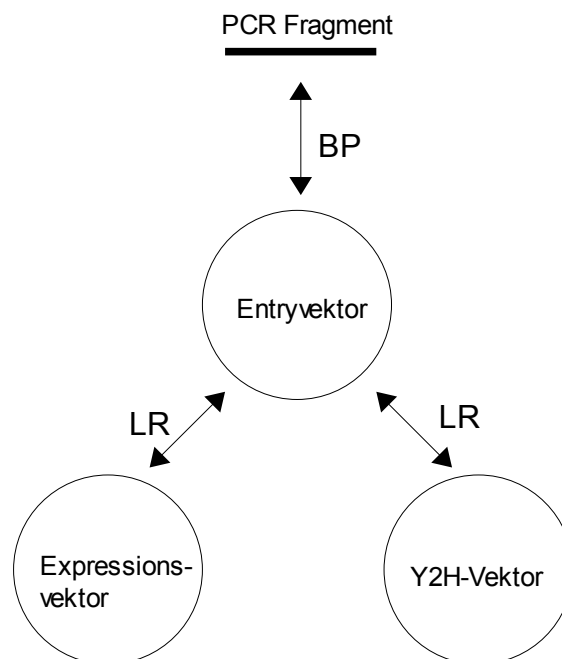 PCR Fragment
BP
Entryvektor
LR
LR
Expressions-
vektor
Y2H-Vektor